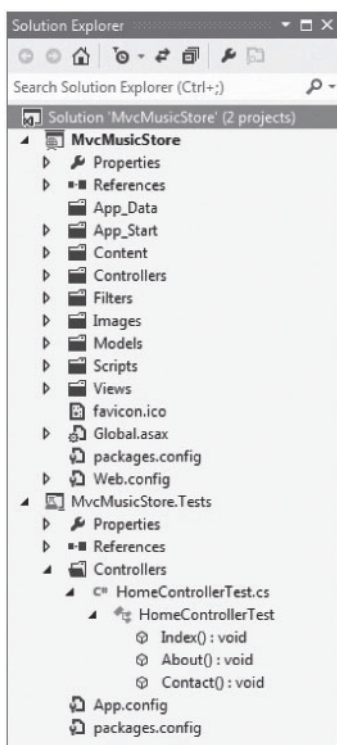 Solution Explorer
Search Solution Explorer (Ctrl+;)
Solution 'MvcMusicStore' (2 projects)
MvcMusicStore
Properties
References
App_Data
App_Start
Content
Controllers
Filters
Images
Models
Scripts
Views
favicon.ico
Global.asax
packages.config
Web.config
MvcMusicStore.Tests
Properties
References
Controllers
C# HomeControllerTest.cs
HomeControllerTest
Index() : void
About() : void
Contact() : void
App.config
packages.config